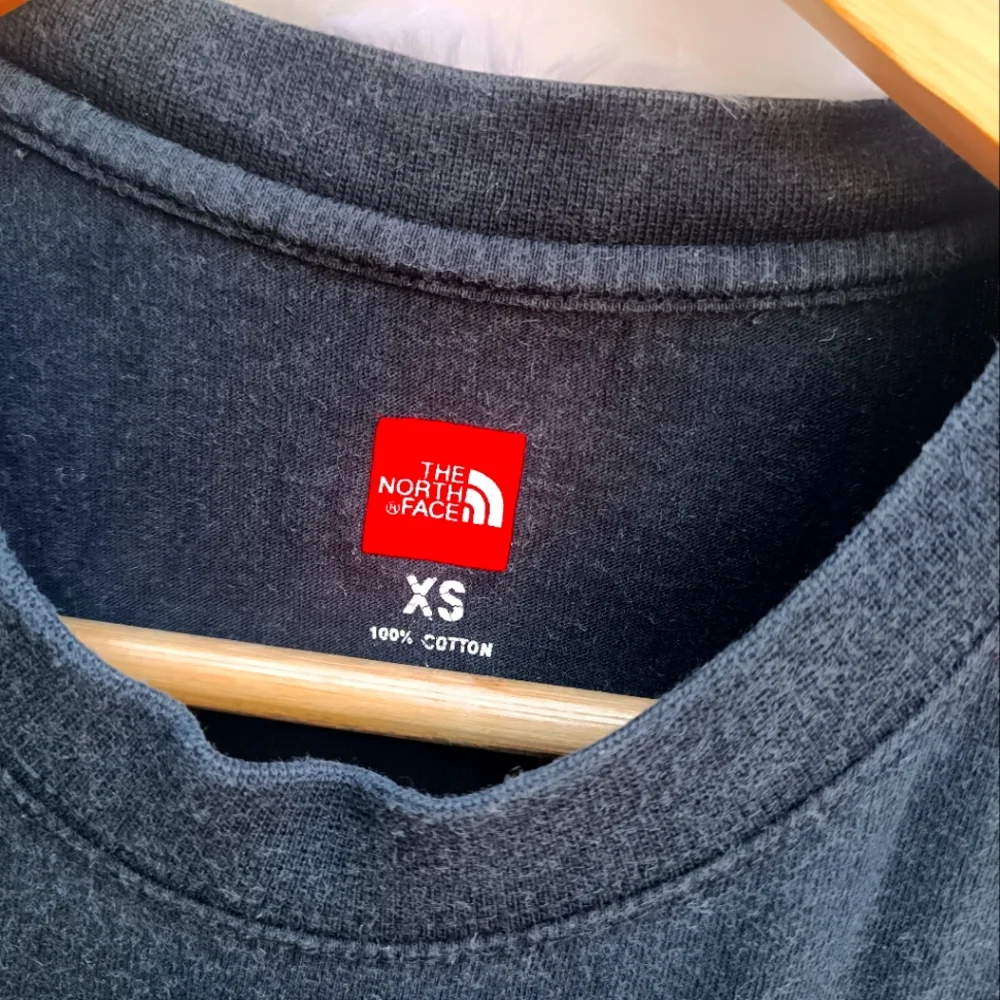 THE
NORTH
FACE
XS
100% COTTON